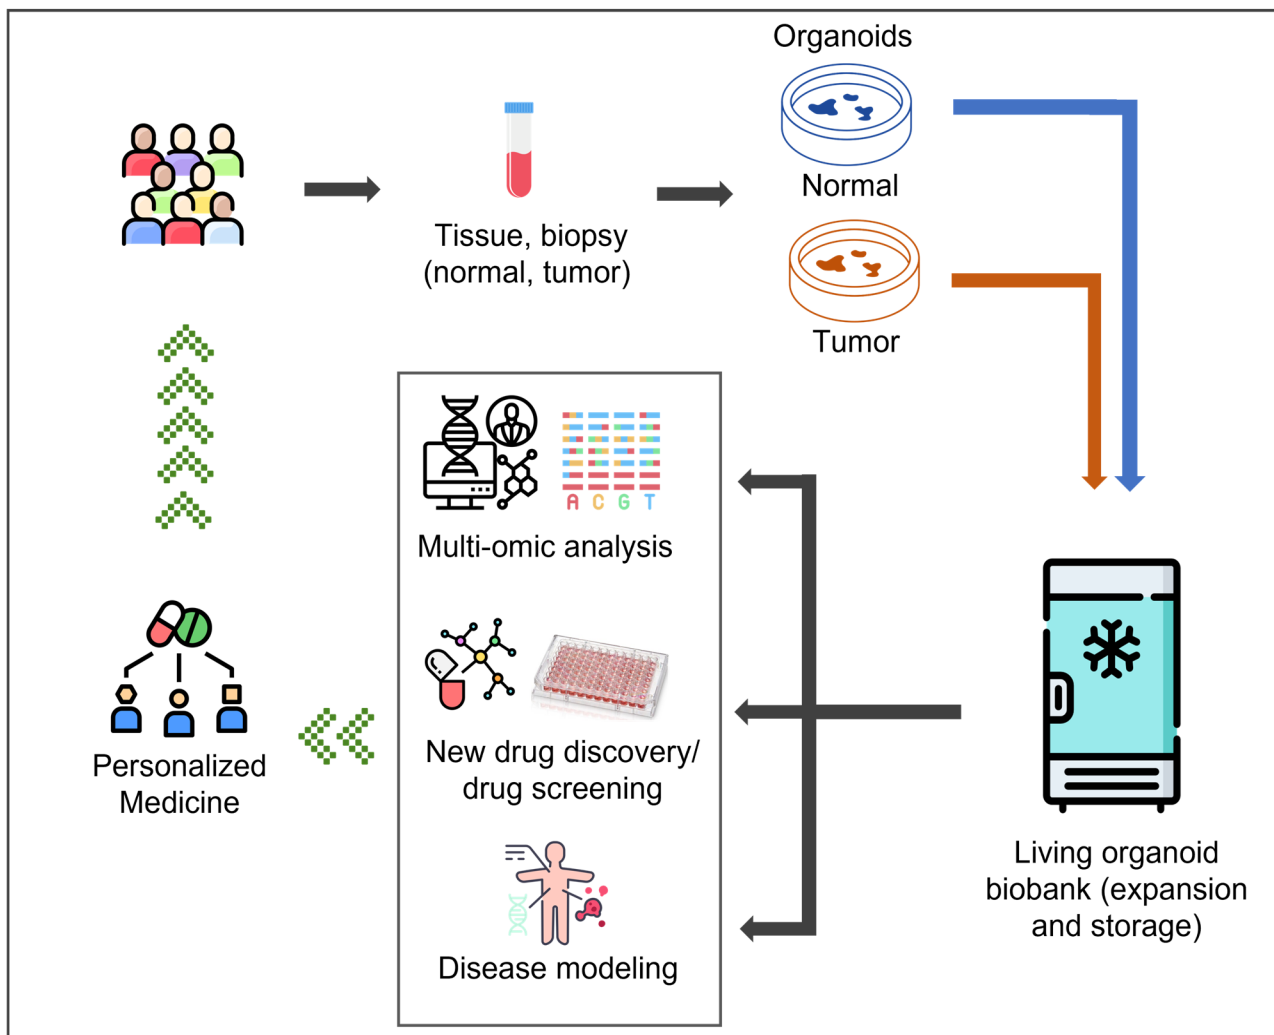 Organoids
Normal
Tissue, biopsy
(normal, tumor)
Tumor
A C G T
Multi-omic analysis
New drug discovery/
drug screening
Disease modeling
Personalized
Medicine
Living organoid
biobank (expansion
and storage)